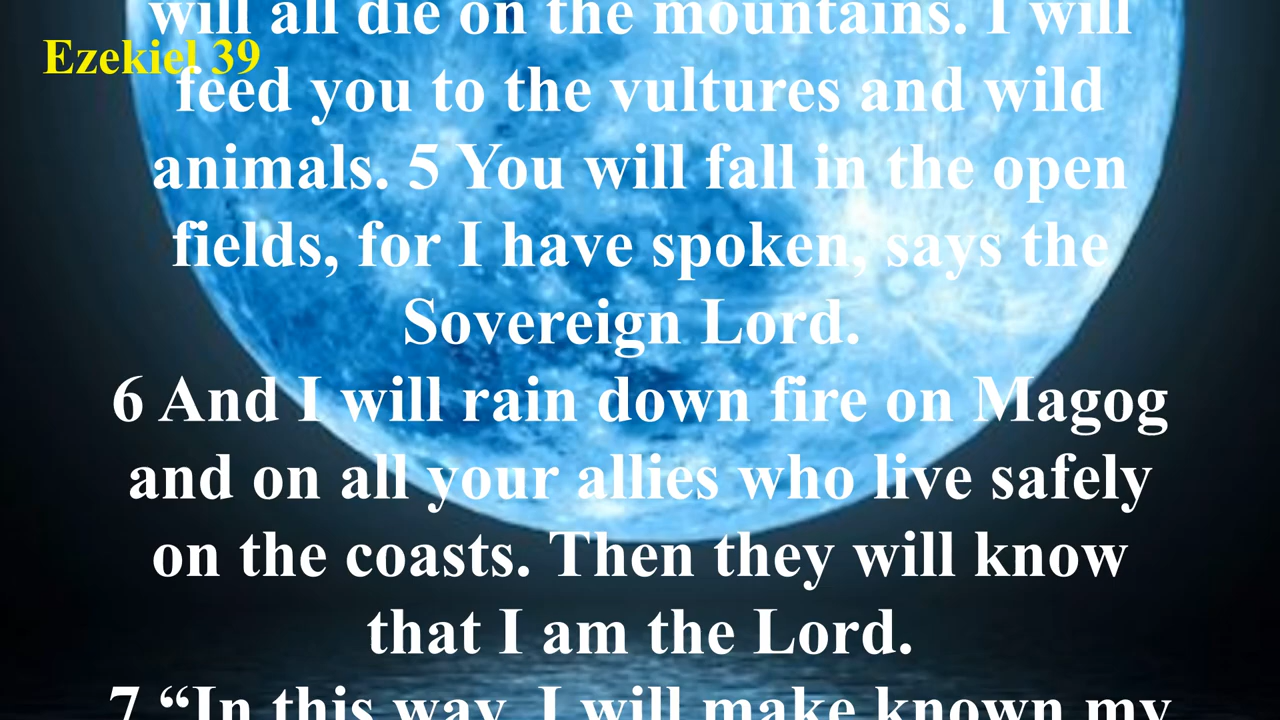 will all die on the mountains. I will
Ezekiel 39
feed you to the vultures and wild
animals. 5 You will fall in the open
fields, for I have spoken, says the
Sovereign Lord.
6 And I will rain down fire on Magog
and on all your allies who live safely
on the coasts. Then they will know
that I am the Lord.
7 “In this way, I will make known my